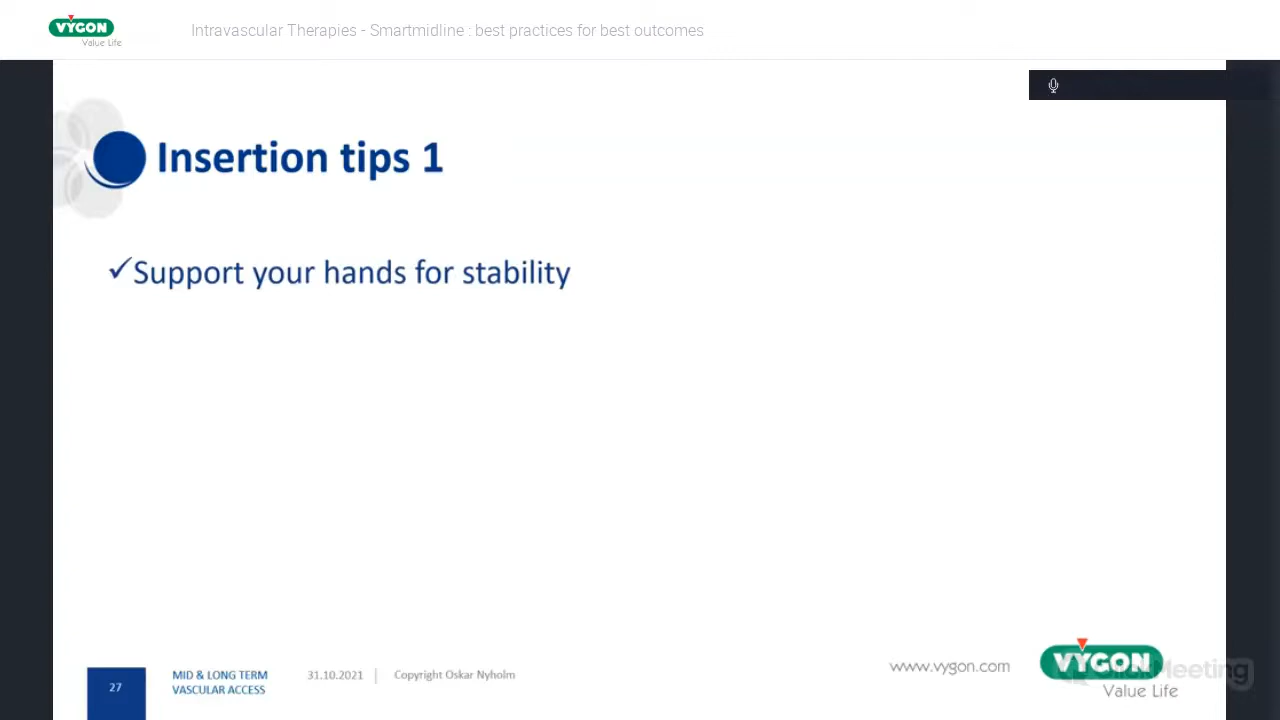 VYGON
Value Life
Intravascular Therapies - Smartmidline : best practices for best outcomes
Insertion tips 1
✓Support your hands for stability
27
MID & LONG TERM
VASCULAR ACCESS
31.10.2021 | Copyright Oskar Nyholm
www.vygon.com
VYGON
Value Life